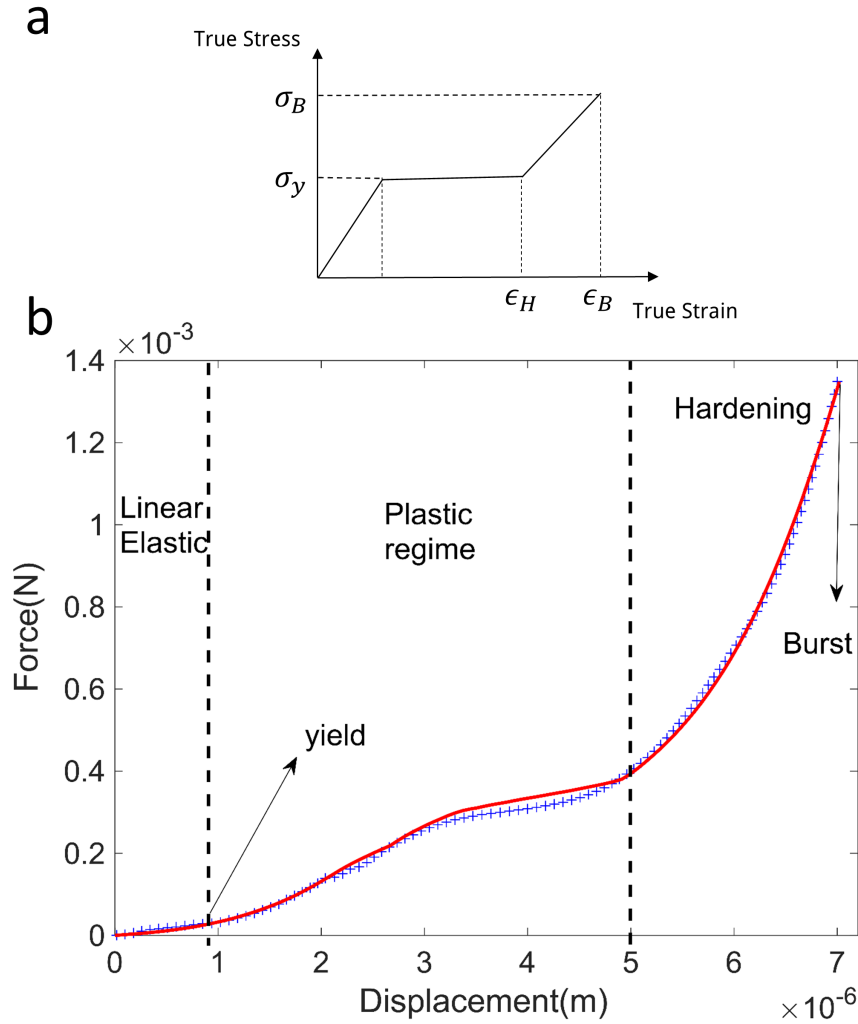 a
True Stress
σ_B
σ_y
ϵ_H
ϵ_B
True Strain
b
×10^-3
1.4
1.2
1
0.8
0.6
0.4
0.2
0
Force(N)
Linear
Elastic
Plastic
regime
Hardening
Burst
yield
0
1
2
3
4
5
6
7
Displacement(m)
×10^-6